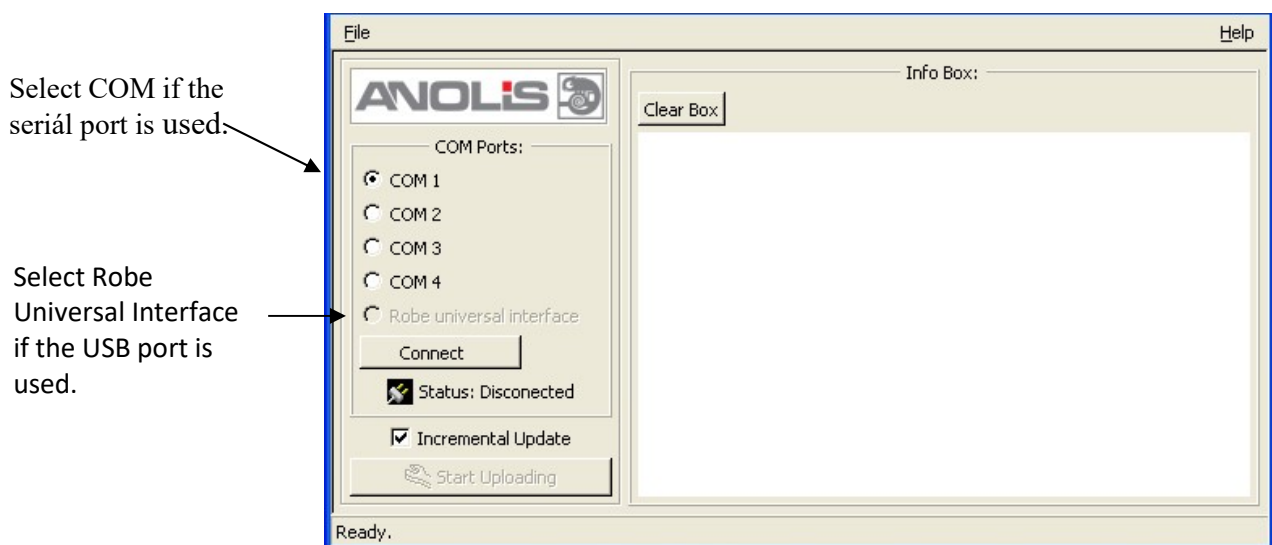 File
Help
Select COM if the
seriál port is used.
ANOLiS
COM Ports:
COM 1
COM 2
COM 3
COM 4
Robe universal interface
Connect
Status: Disconected
Incremental Update
Start Uploading
Select Robe
Universal Interface
if the USB port is
used.
Info Box:
Clear Box
Ready.